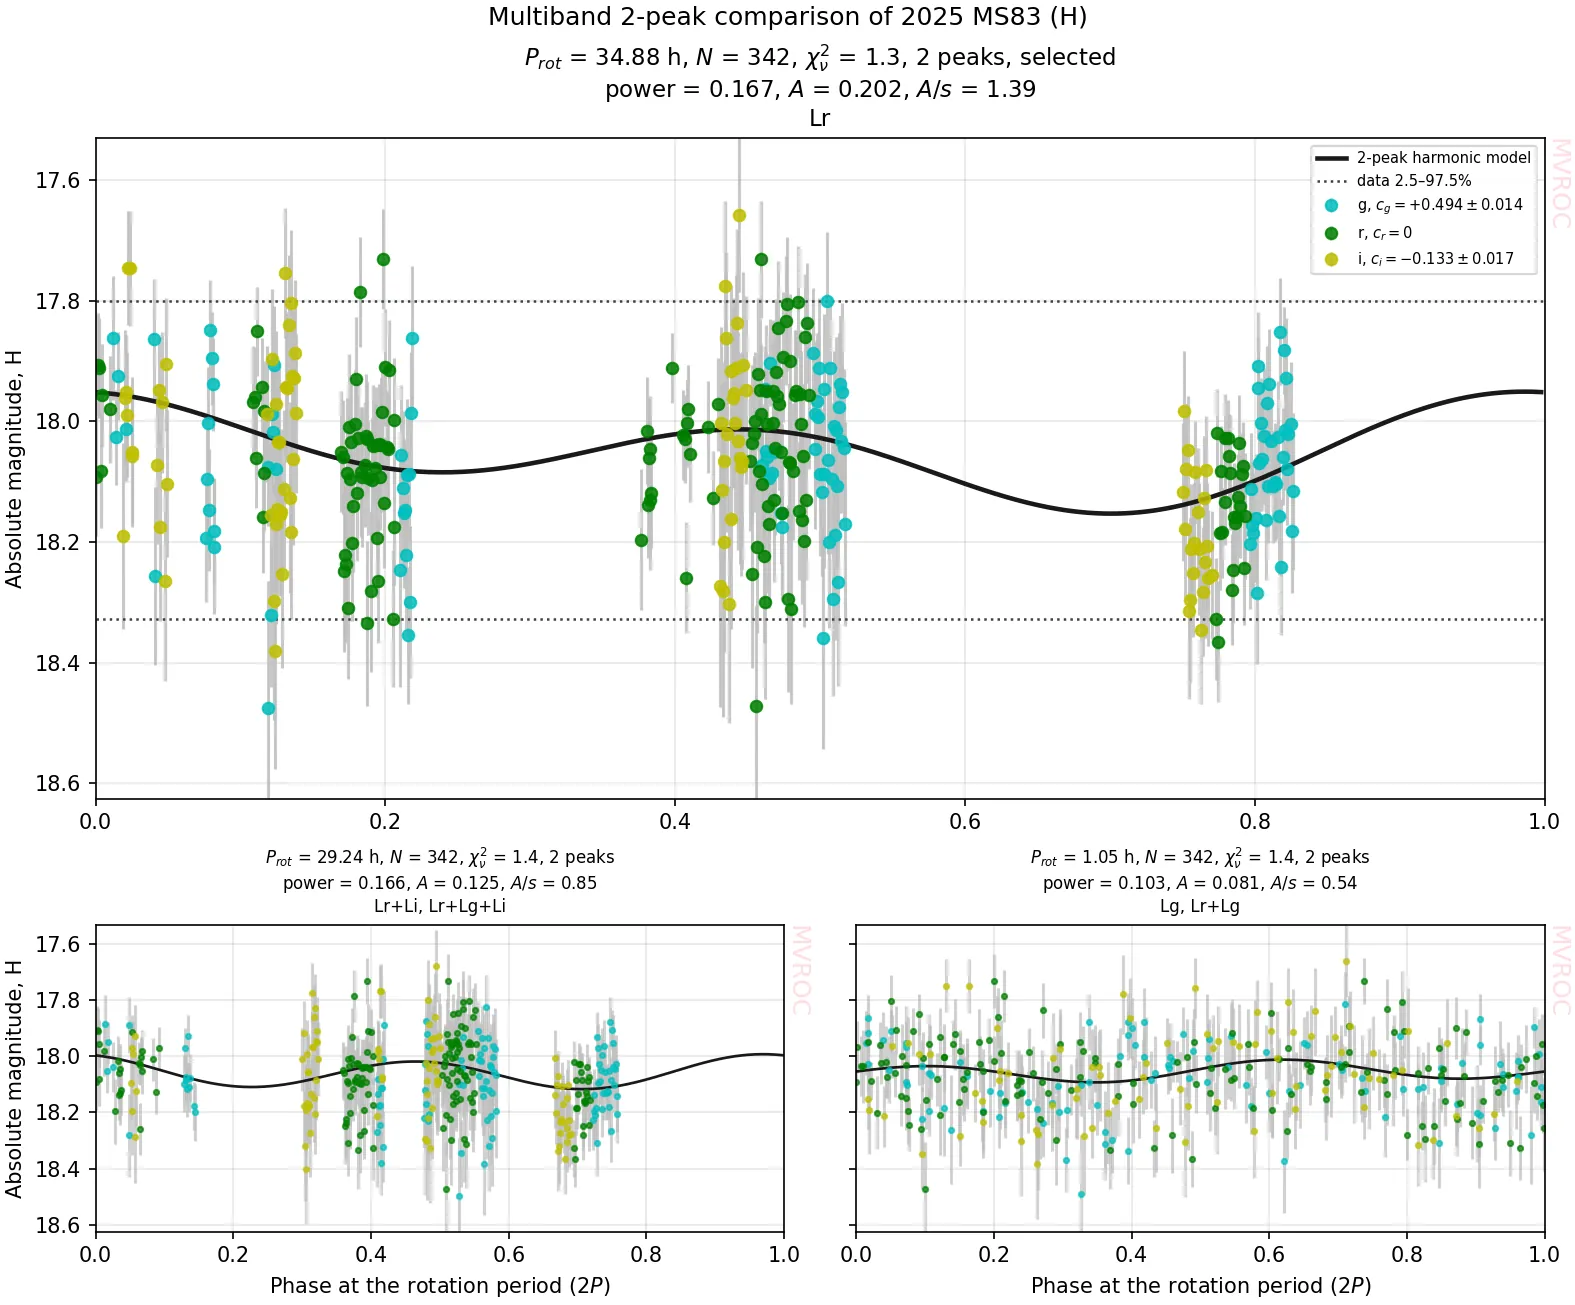 Multiband 2-peak comparison of 2025 MS83 (H)
P_rot = 34.88 h, N = 342, χ²_ν = 1.3, 2 peaks, selected
power = 0.167, A = 0.202, A/s = 1.39
Lr
2-peak harmonic model
data 2.5–97.5%
g, c_g = +0.494 ± 0.014
r, c_r = 0
i, c_i = −0.133 ± 0.017
MVROC
Absolute magnitude, H
17.6
17.8
18.0
18.2
18.4
18.6
0.0 0.2 0.4 0.6 0.8 1.0
P_rot = 29.24 h, N = 342, χ²_ν = 1.4, 2 peaks
power = 0.166, A = 0.125, A/s = 0.85
Lr+Li, Lr+Lg+Li
MVROC
Absolute magnitude, H
17.6
17.8
18.0
18.2
18.4
18.6
0.0 0.2 0.4 0.6 0.8 1.0
Phase at the rotation period (2P)
P_rot = 1.05 h, N = 342, χ²_ν = 1.4, 2 peaks
power = 0.103, A = 0.081, A/s = 0.54
Lg, Lr+Lg
MVROC
0.0 0.2 0.4 0.6 0.8 1.0
Phase at the rotation period (2P)